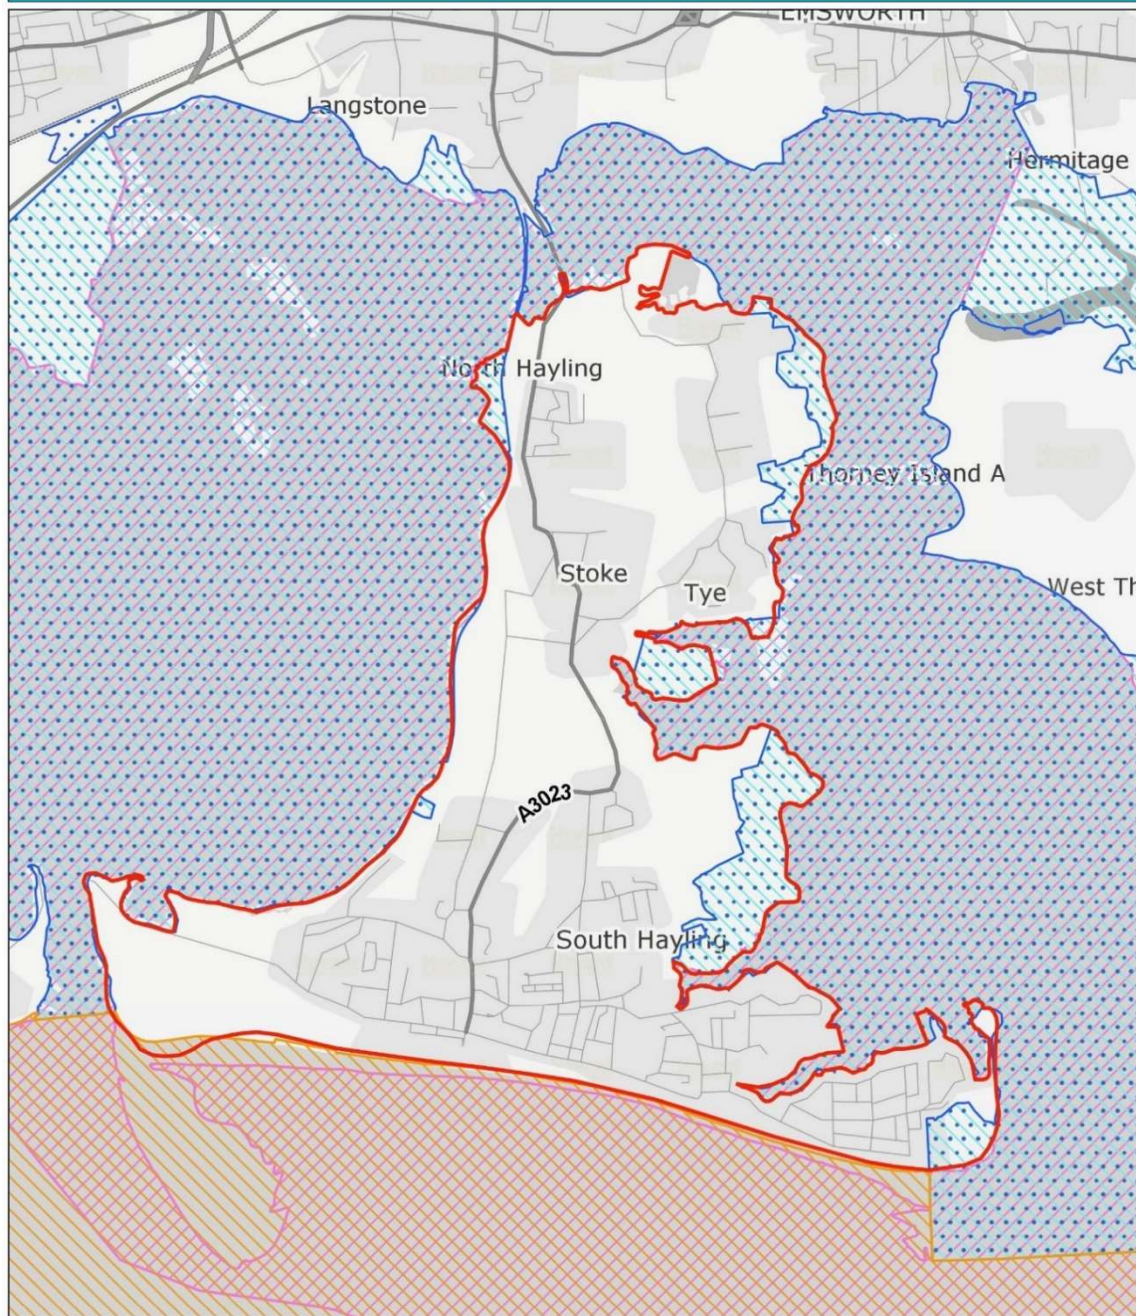 EMSWORTH
Langstone
Hermitage
North Hayling
Thorney Island A
Stoke
West Th
Tye
A3023
South Hayling